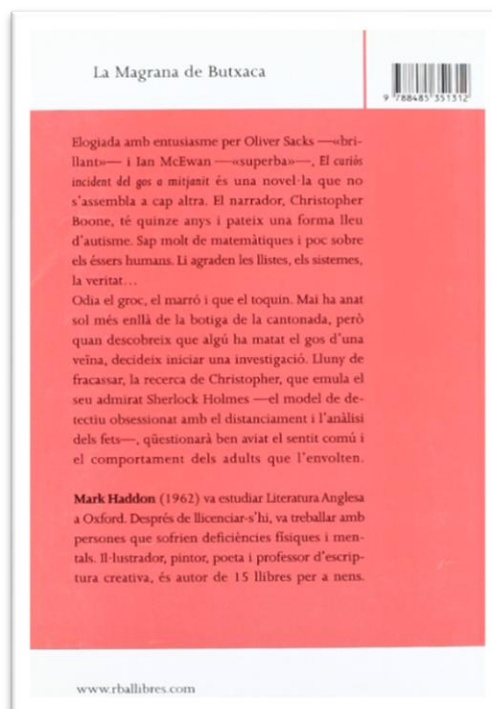 La Magrana de Butxaca
9 788485 351312
Elogiada amb entusiasme per Oliver Sacks —«bri-
llant»— i Ian McEwan —«superba»—, El curiós
incident del gos a mitjanit és una novel·la que no
s'assembla a cap altra. El narrador, Christopher
Boone, té quinze anys i pateix una forma lleu
d'autisme. Sap molt de matemàtiques i poc sobre
els éssers humans. Li agraden les llistes, els sistemes,
la veritat...
Odia el groc, el marró i que el toquin. Mai ha anat
sol més enllà de la botiga de la cantonada, però
quan descobreix que algú ha matat el gos d'una
veïna, decideix iniciar una investigació. Lluny de
fracassar, la recerca de Christopher, que emula el
seu admirat Sherlock Holmes —el model de de-
tectiu obsessionat amb el distanciament i l'anàlisi
dels fets—, qüestionarà ben aviat el sentit comú i
el comportament dels adults que l'envolten.
Mark Haddon (1962) va estudiar Literatura Anglesa
a Oxford. Després de llicenciar-s'hi, va treballar amb
persones que sofrien deficiències físiques i men-
tals. Il·lustrador, pintor, poeta i professor d'escrip-
tura creativa, és autor de 15 llibres per a nens.
www.rballibres.com